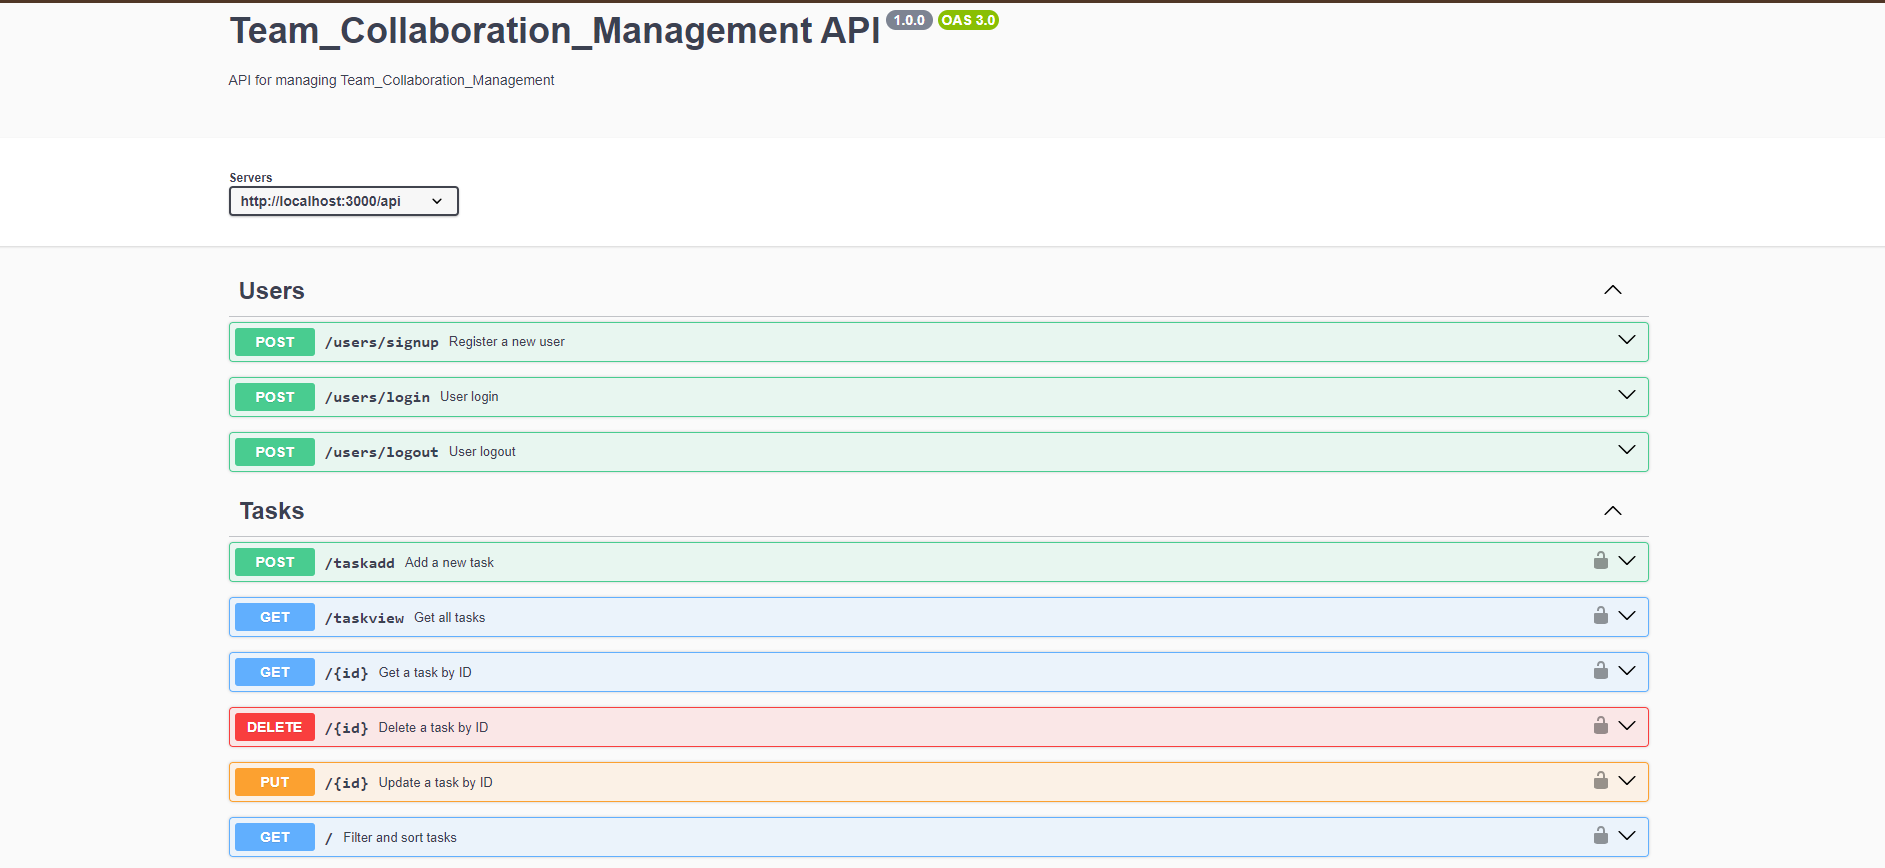 Team_Collaboration_Management API 1.0.0 OAS 3.0
API for managing Team_Collaboration_Management
Servers
http://localhost:3000/api
Users
POST /users/signup Register a new user
POST /users/login User login
POST /users/logout User logout
Tasks
POST /taskadd Add a new task
GET /taskview Get all tasks
GET /{id} Get a task by ID
DELETE /{id} Delete a task by ID
PUT /{id} Update a task by ID
GET / Filter and sort tasks